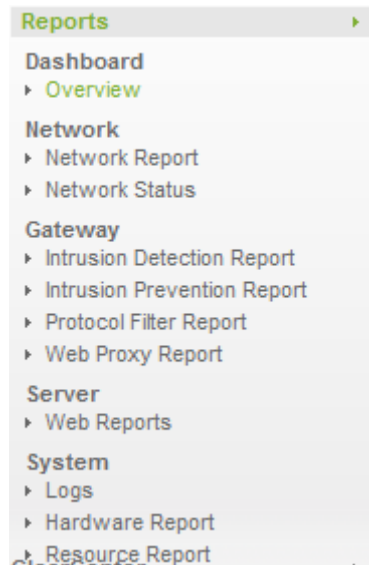 Reports
Dashboard
Overview
Network
Network Report
Network Status
Gateway
Intrusion Detection Report
Intrusion Prevention Report
Protocol Filter Report
Web Proxy Report
Server
Web Reports
System
Logs
Hardware Report
Resource Report
ClearCenter